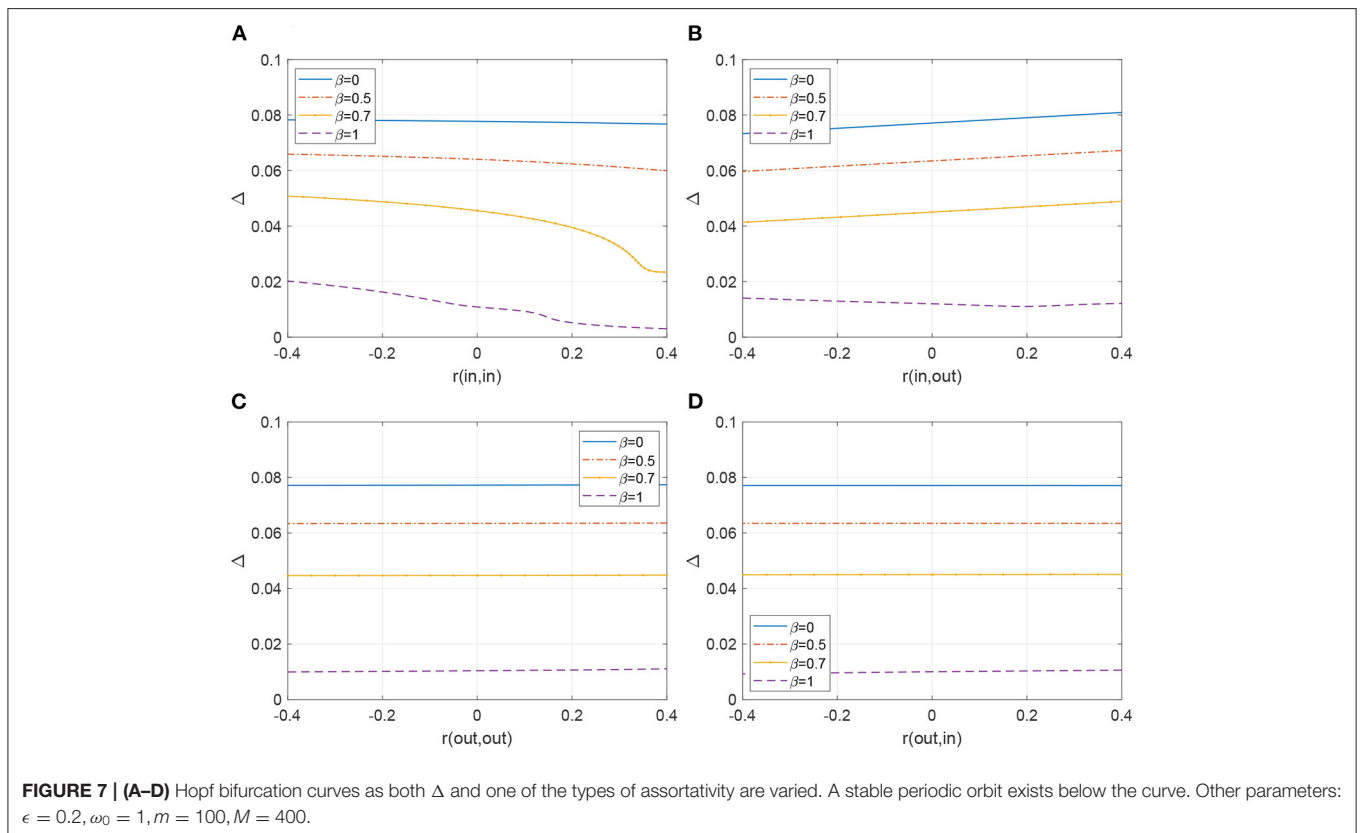 A
0.1
0.08
0.06
0.04
0.02
0
Δ
β=0
β=0.5
β=0.7
β=1
-0.4
-0.2
0
0.2
0.4
r(in,in)
B
0.1
0.08
0.06
0.04
0.02
0
Δ
β=0
β=0.5
β=0.7
β=1
-0.4
-0.2
0
0.2
0.4
r(in,out)
C
0.1
0.08
0.06
0.04
0.02
0
Δ
β=0
β=0.5
β=0.7
β=1
-0.4
-0.2
0
0.2
0.4
r(out,out)
D
0.1
0.08
0.06
0.04
0.02
0
Δ
β=0
β=0.5
β=0.7
β=1
-0.4
-0.2
0
0.2
0.4
r(out,in)
FIGURE 7 | (A–D) Hopf bifurcation curves as both Δ and one of the types of assortativity are varied. A stable periodic orbit exists below the curve. Other parameters:
ϵ = 0.2, ω₀ = 1, m = 100, M = 400.